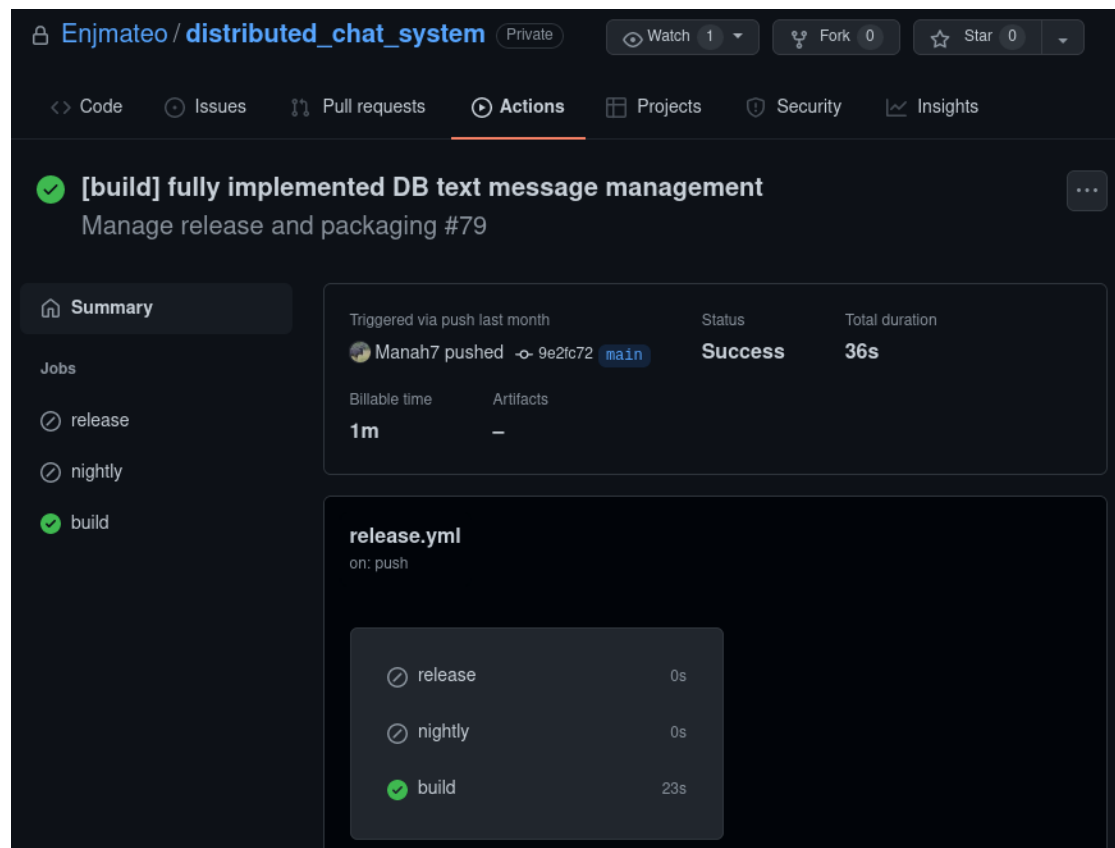 Enjmateo / distributed_chat_system Private Watch 1 Fork 0 Star 0
Code Issues Pull requests Actions Projects Security Insights
[build] fully implemented DB text message management
Manage release and packaging #79
Summary
Jobs
release
nightly
build
Triggered via push last month Status Total duration
Manah7 pushed 9e2fc72 main Success 36s
Billable time Artifacts
1m –
release.yml
on: push
release 0s
nightly 0s
build 23s